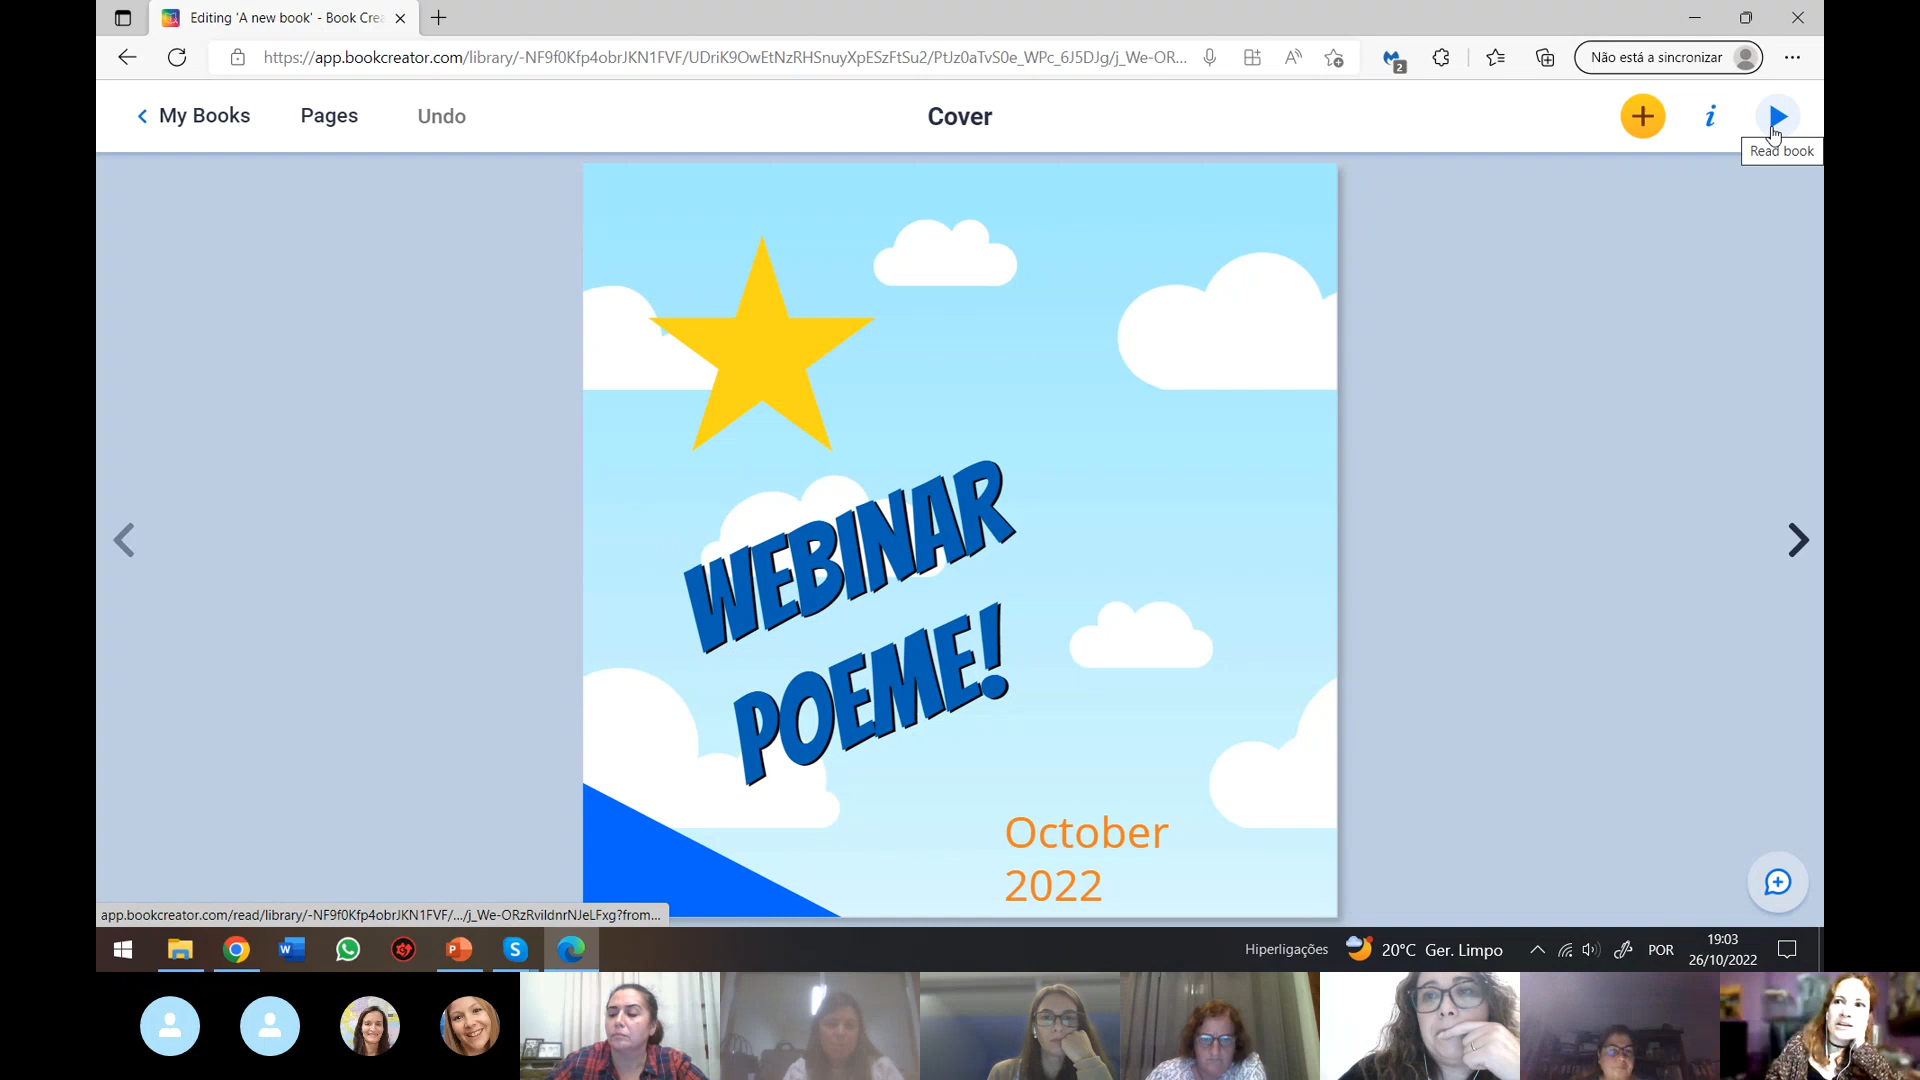 Editing 'A new book' - Book Crea
https://app.bookcreator.com/library/-NF9f0Kfp4obrJKN1FVF/UDriK9OwEtNzRHSnuyXpESzFtSu2/PtJz0aTvS0e_WPc_6J5DJg/j_We-OR...
2
Não está a sincronizar
My Books
Pages
Undo
Cover
Read book
WEBINAR
POEME!
October
2022
app.bookcreator.com/read/library/-NF9f0Kfp4obrJKN1FVF/.../j_We-ORzRvildnrNJeLFxg?from...
Hiperligações
20°C Ger. Limpo
POR
19:03
26/10/2022